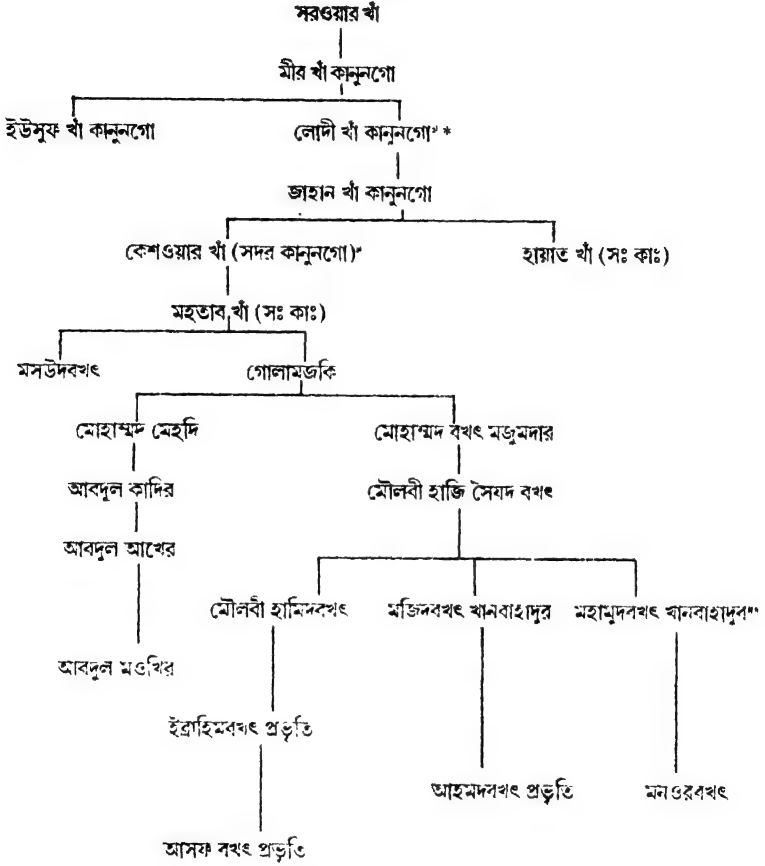 সরওয়ার খাঁ
মীর খাঁ কানুনগো
ইউসুফ খাঁ কানুনগো লোদী খাঁ কানুনগো* *
জাহান খাঁ কানুনগো
কেশওয়ার খাঁ (সদর কানুনগো)* হায়াত খাঁ (সঃ কাঃ)
মহতাব খাঁ (সঃ কাঃ)
মসউদবখৎ গোলামজকি
মোহাম্মদ মেহদি মোহাম্মদ বখৎ মজুমদার
আবদুল কাদির মৌলবী হাজি সৈযদ বখৎ
আবদুল আখের
মৌলবী হামিদবখৎ মজিদবখৎ খানবাহাদুর মহামুদবখৎ খানবাহাদুব
আবদুল মওখির
ইব্রাহিমবখৎ প্রভৃতি
আহমদবখৎ প্রভৃতি মনওরবখৎ
আসফ বখৎ প্রভৃতি